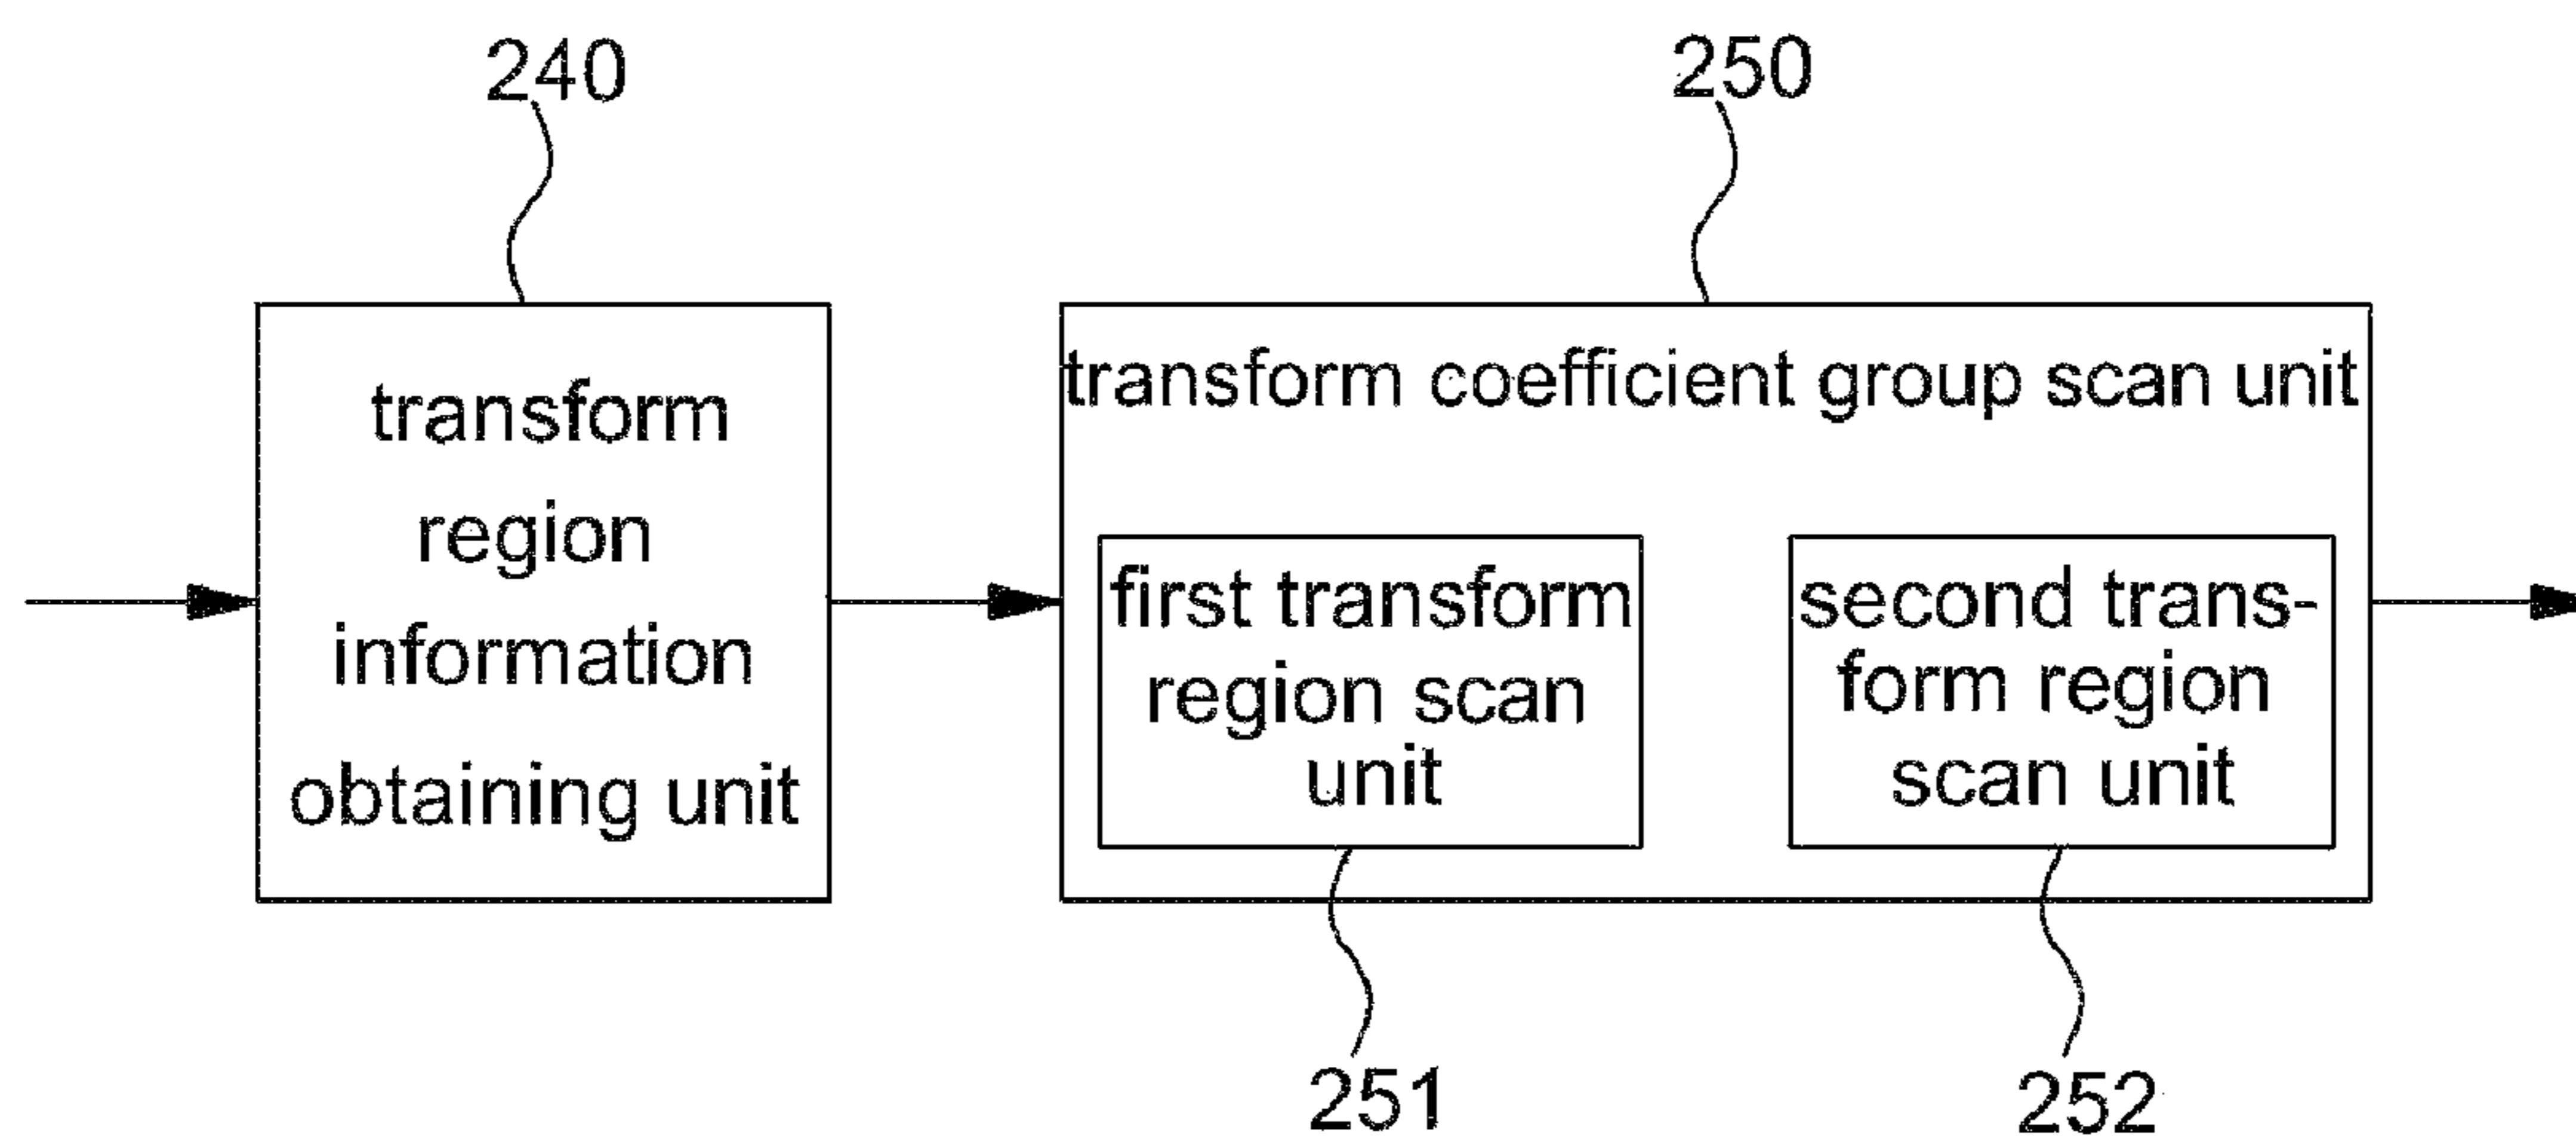 240
250
transform
region
information
obtaining unit
transform coefficient group scan unit
first transform
region scan
unit
second trans-
form region
scan unit
251
252